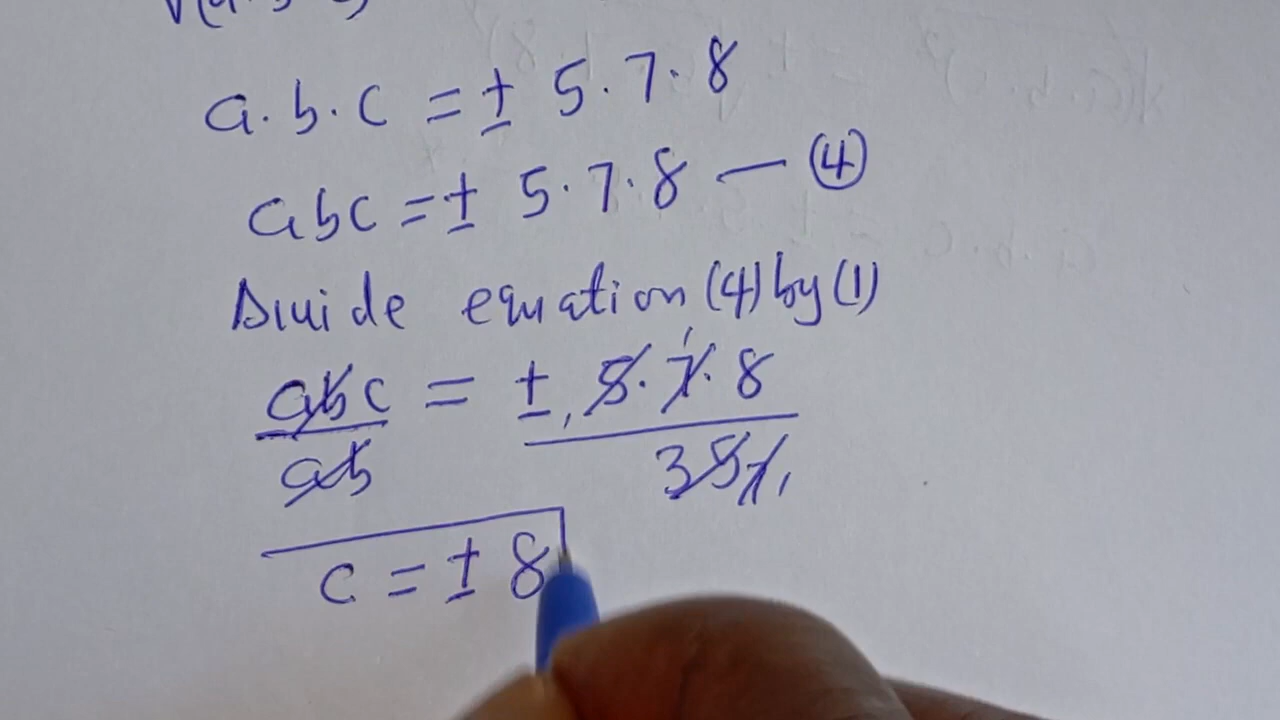 a.b.c = ± 5.7.8
abc = ± 5.7.8 — (4)
Divide equation (4) by (1)
abc/ab = ± 5.7.8/35
c = ± 8